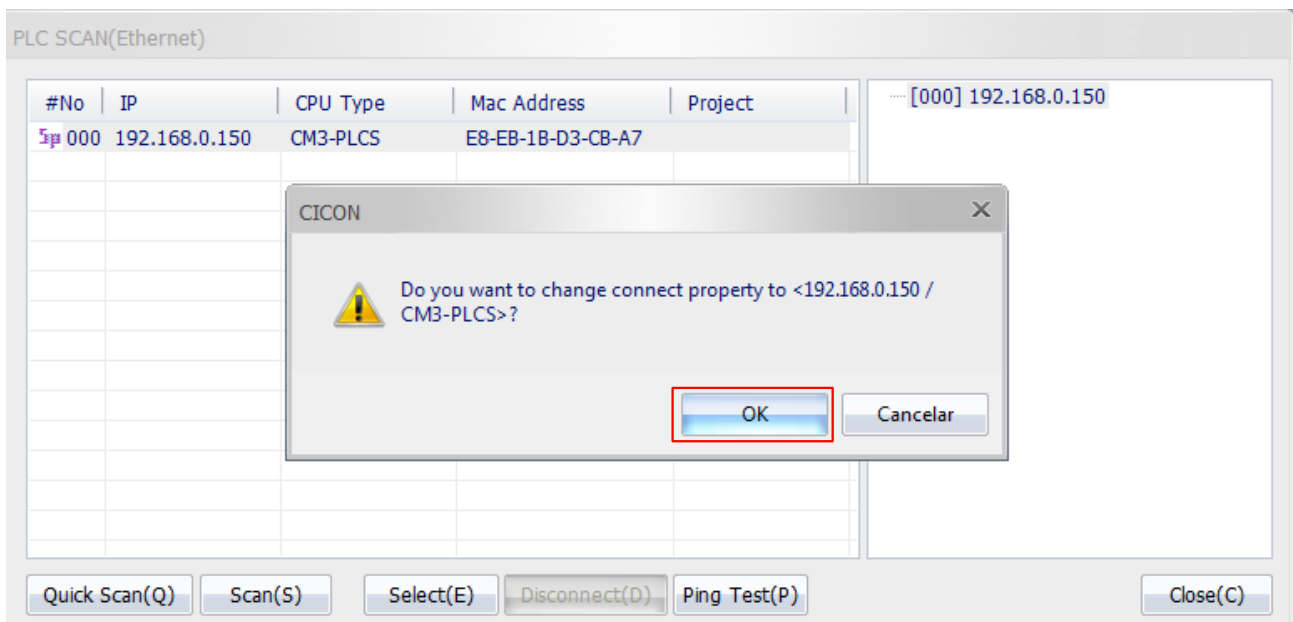 PLC SCAN(Ethernet)
#No IP CPU Type Mac Address Project
000 192.168.0.150 CM3-PLCS E8-EB-1B-D3-CB-A7
[000] 192.168.0.150
CICON
Do you want to change connect property to <192.168.0.150 /
CM3-PLCS>?
OK Cancelar
Quick Scan(Q) Scan(S) Select(E) Disconnect(D) Ping Test(P) Close(C)